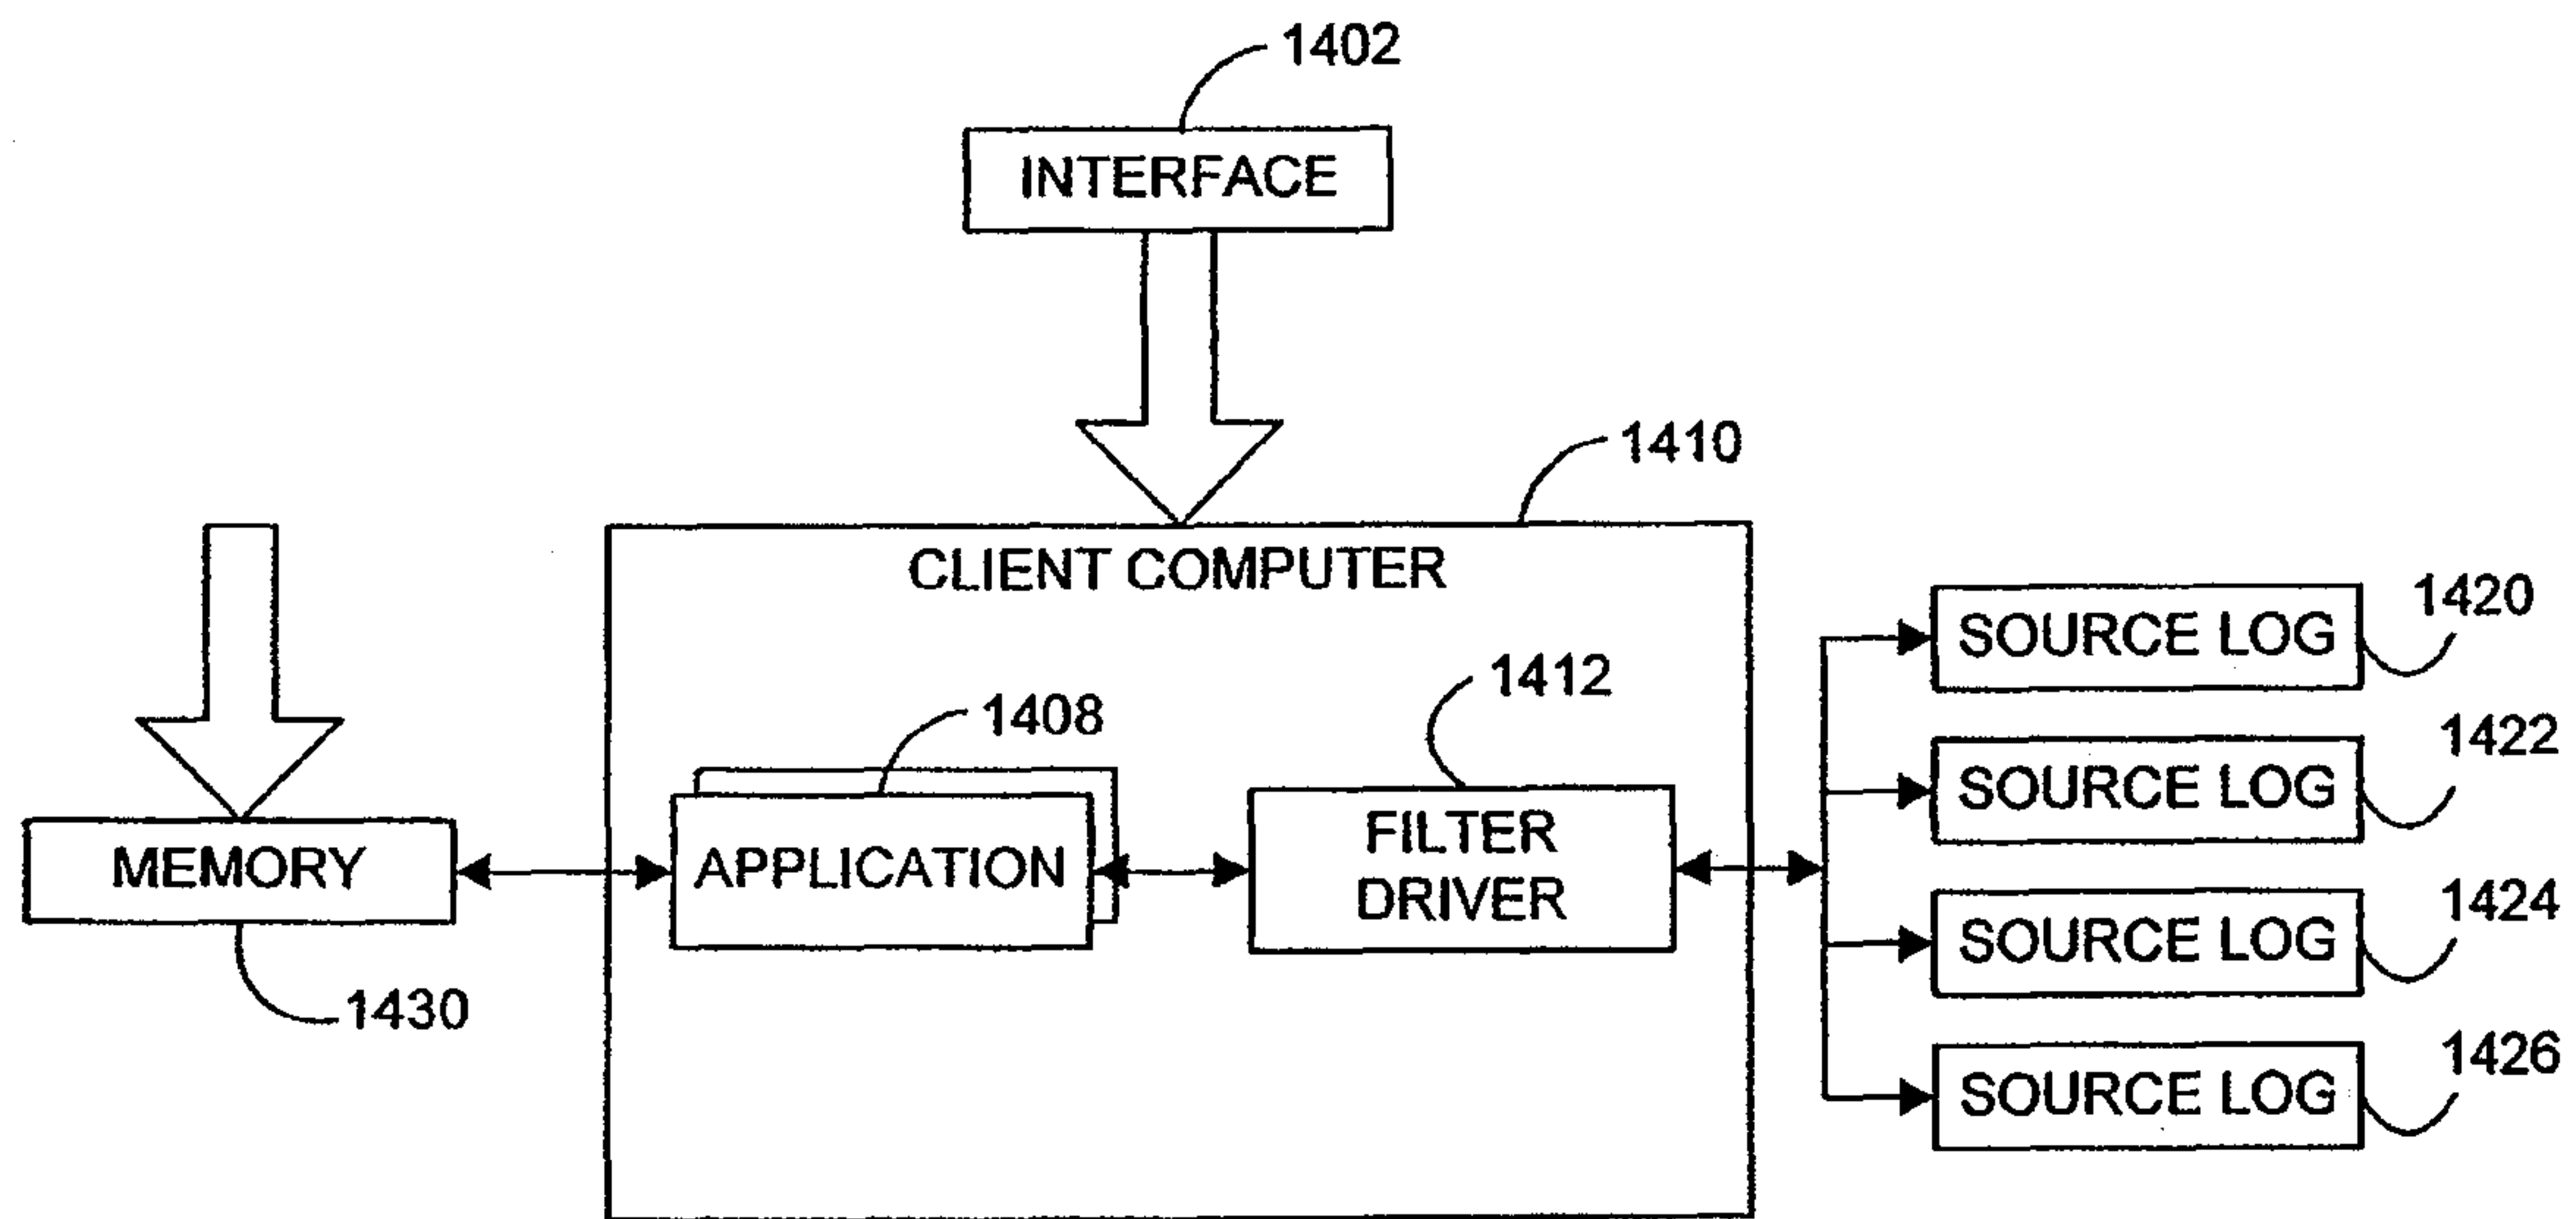 1402
INTERFACE
1410
CLIENT COMPUTER
1420
SOURCE LOG
1412
1408
1422
SOURCE LOG
FILTER
DRIVER
MEMORY
APPLICATION
1424
SOURCE LOG
1430
1426
SOURCE LOG